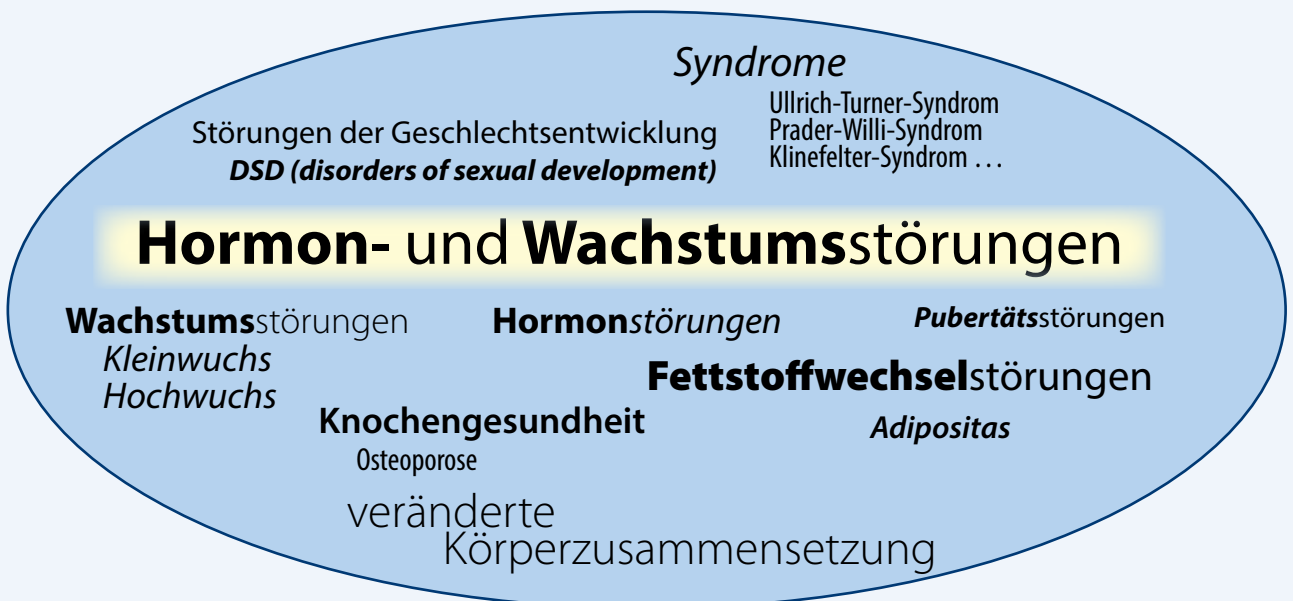 Syndrome
Ullrich-Turner-Syndrom
Prader-Willi-Syndrom
Klinefelter-Syndrom …
Störungen der Geschlechtsentwicklung
DSD (disorders of sexual development)
Hormon- und Wachstumsstörungen
Wachstumsstörungen
Kleinwuchs
Hochwuchs
Hormonstörungen
Pubertätsstörungen
Fettstoffwechselstörungen
Adipositas
Knochengesundheit
Osteoporose
veränderte
Körperzusammensetzung